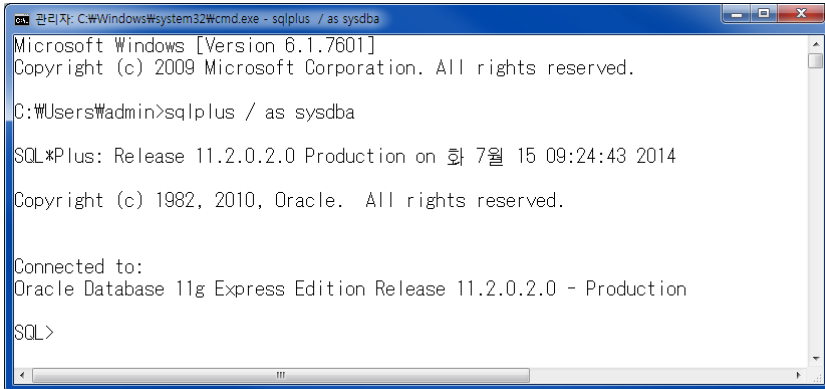 관리자: C:₩Windows₩system32₩cmd.exe - sqlplus / as sysdba
Microsoft Windows [Version 6.1.7601]
Copyright (c) 2009 Microsoft Corporation. All rights reserved.
C:₩Users₩admin>sqlplus / as sysdba
SQL*Plus: Release 11.2.0.2.0 Production on 화 7월 15 09:24:43 2014
Copyright (c) 1982, 2010, Oracle.  All rights reserved.
Connected to:
Oracle Database 11g Express Edition Release 11.2.0.2.0 - Production
SQL>